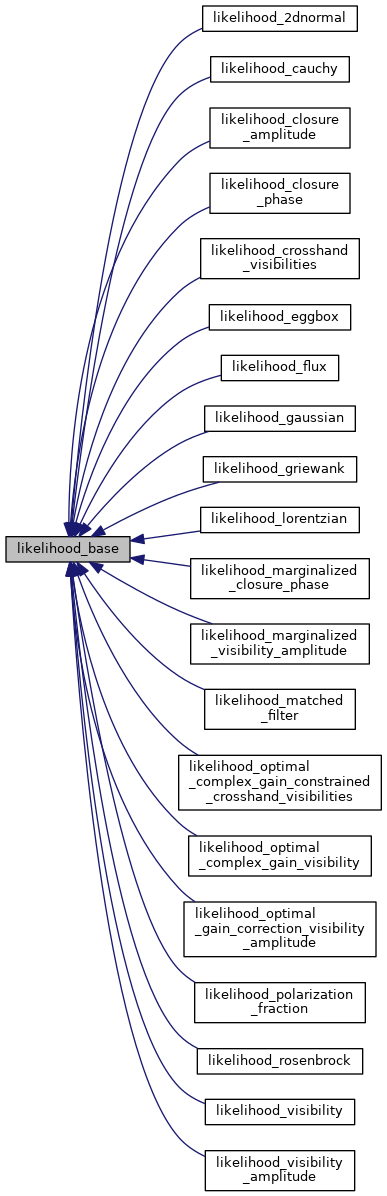 likelihood_2dnormal
likelihood_cauchy
likelihood_closure
_amplitude
likelihood_closure
_phase
likelihood_crosshand
_visibilities
likelihood_eggbox
likelihood_flux
likelihood_gaussian
likelihood_griewank
likelihood_lorentzian
likelihood_base
likelihood_marginalized
_closure_phase
likelihood_marginalized
_visibility_amplitude
likelihood_matched
_filter
likelihood_optimal
_complex_gain_constrained
_crosshand_visibilities
likelihood_optimal
_complex_gain_visibility
likelihood_optimal
_gain_correction_visibility
_amplitude
likelihood_polarization
_fraction
likelihood_rosenbrock
likelihood_visibility
likelihood_visibility
_amplitude